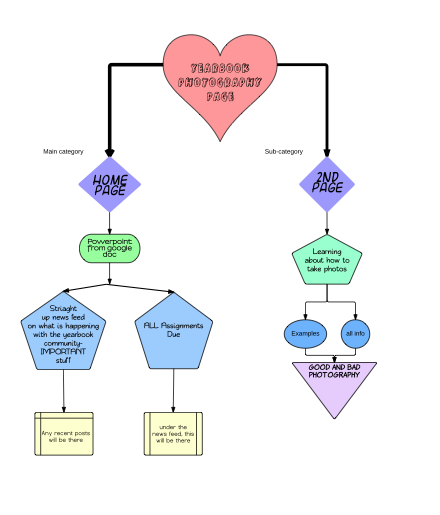 YEARBOOK
PHOTOGRAPHY
PAGE
Main category
Sub-category
HOME
PAGE
2ND
PAGE
Powerpoint
from google
doc
Learning
about how to
take photos
Striaght
up news feed
on what is happening
with the yearbook
community-
IMPORTANT
stuff
ALL Assignments
Due
Examples
all info
GOOD AND BAD
PHOTOGRAPHY
Any recent posts
will be there
under the
news feed, this
will be there